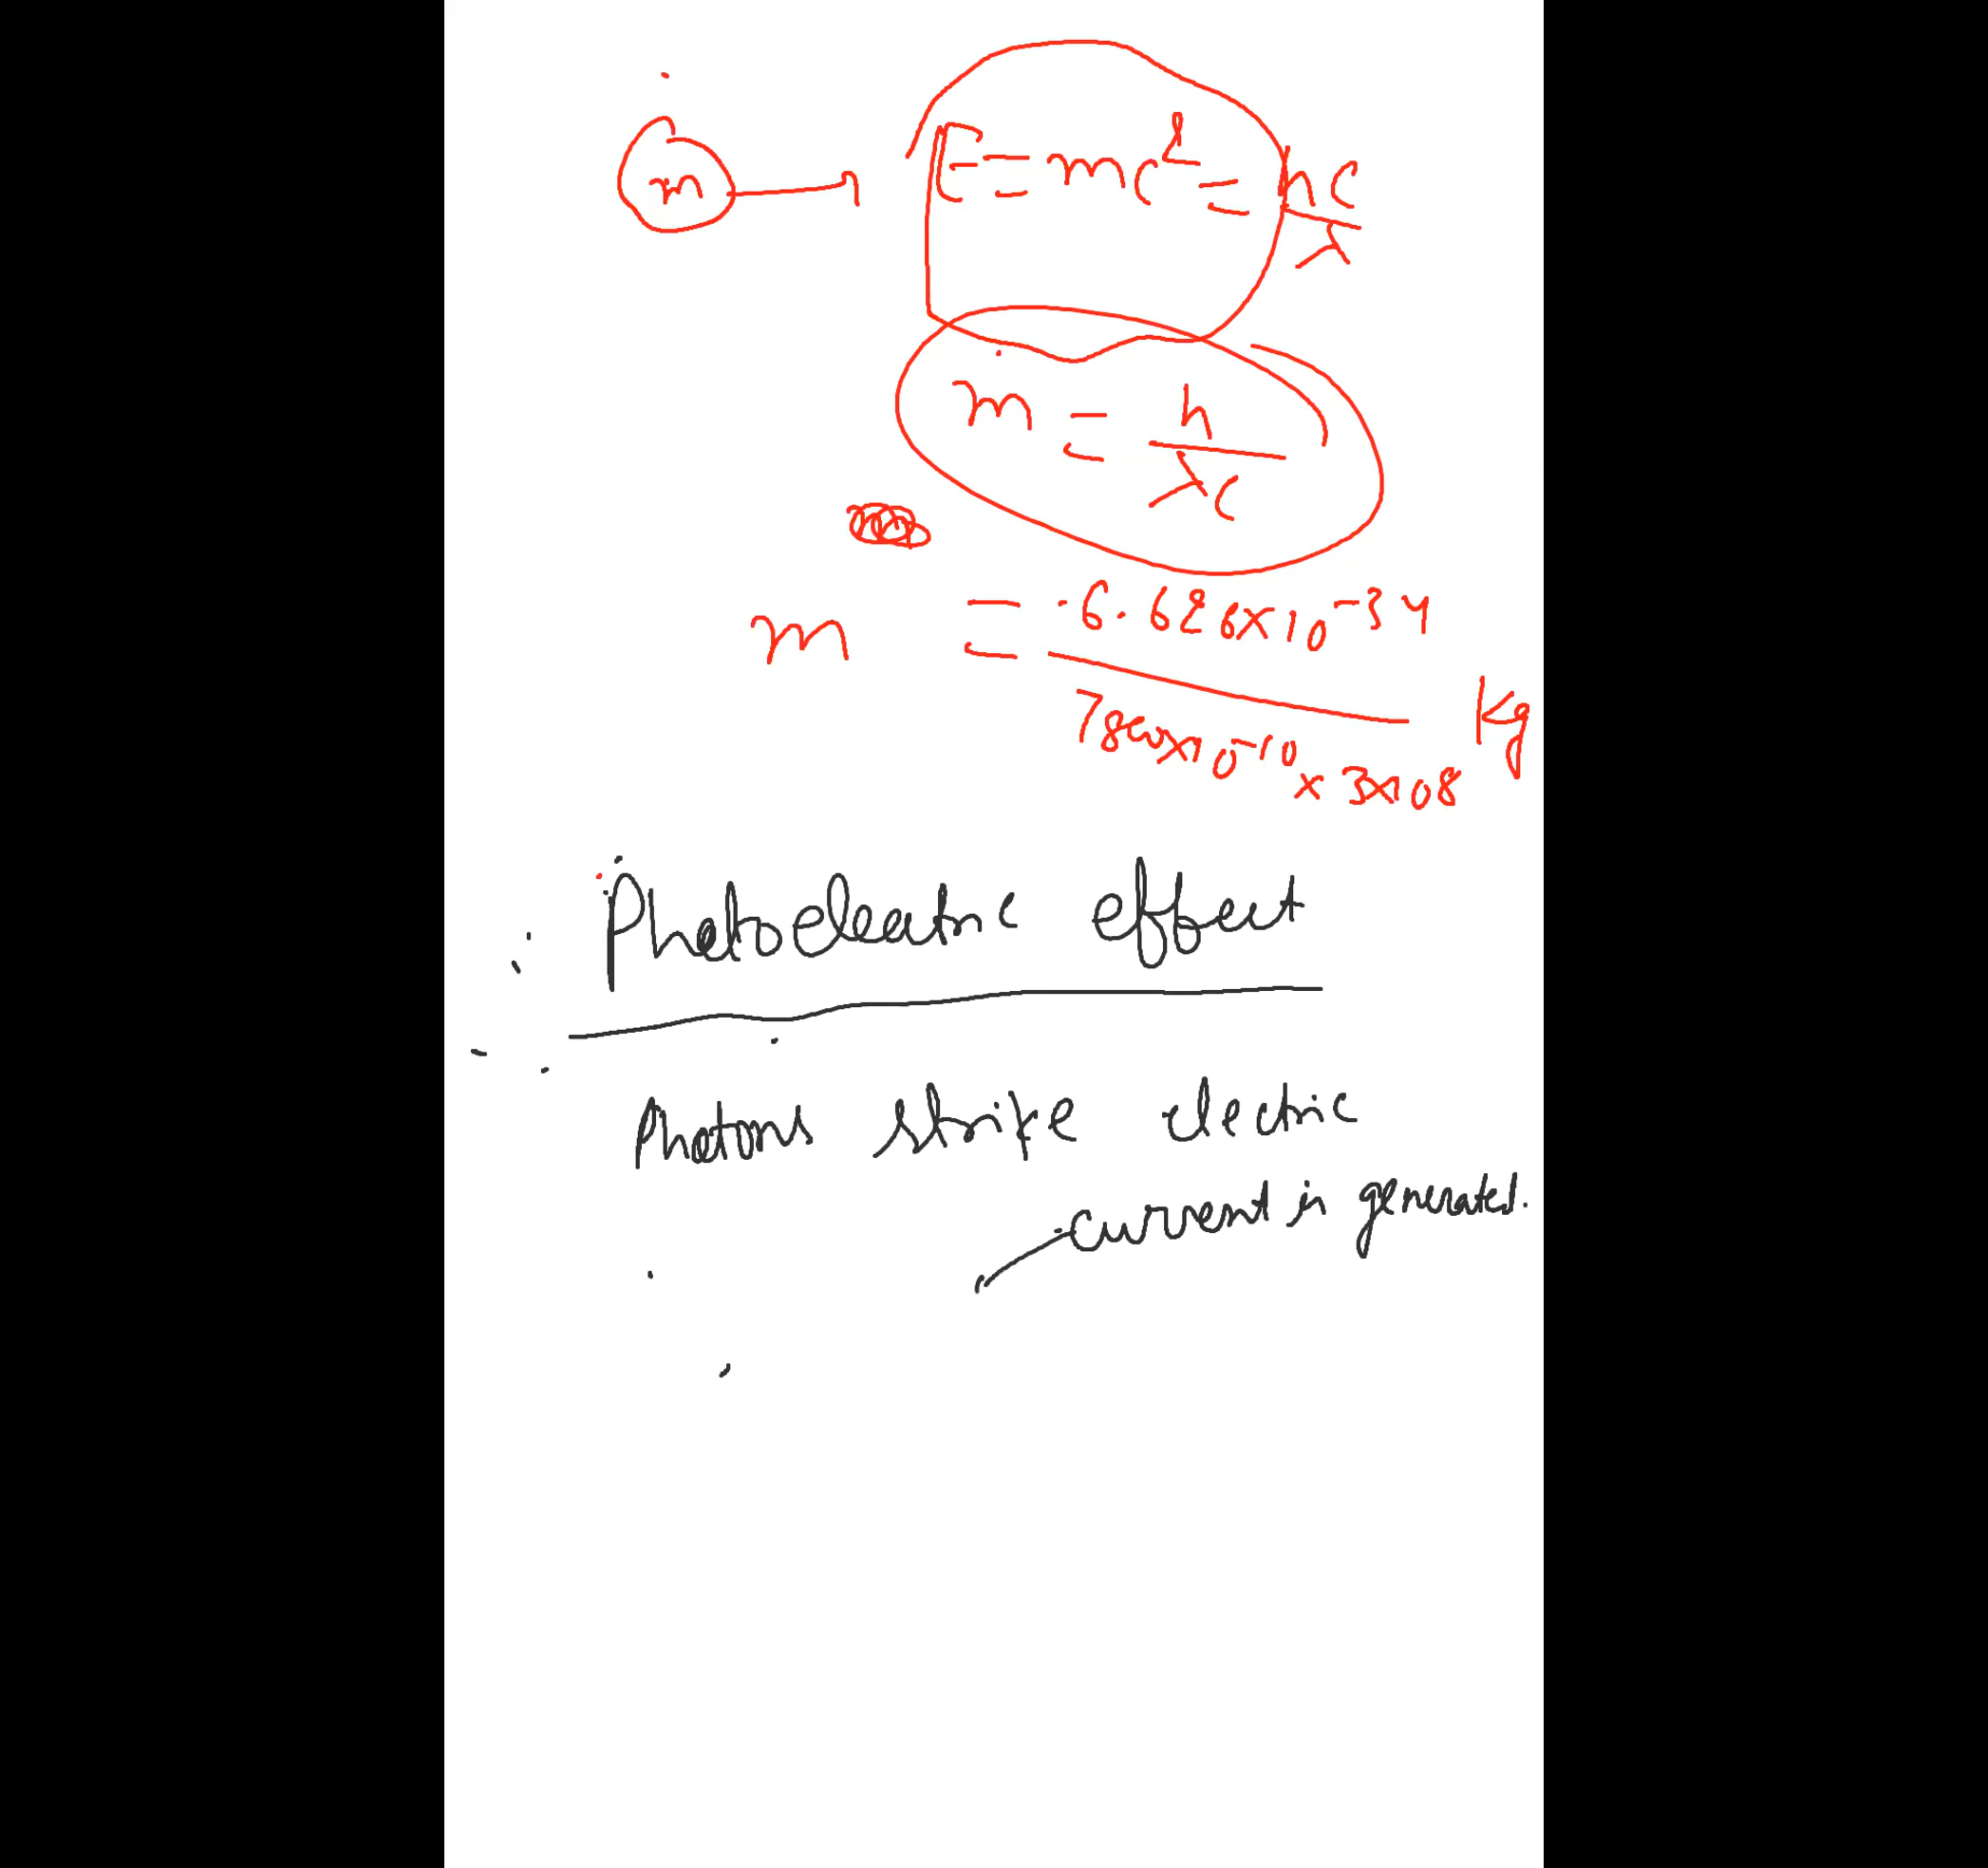 m
E = mc² = hc/λ
m = h/λc
m = 6.626×10⁻³⁴
7800×10⁻¹⁰ × 3×10⁸ Kg
Photoelectric effect
Photons strike electric
current is generated.